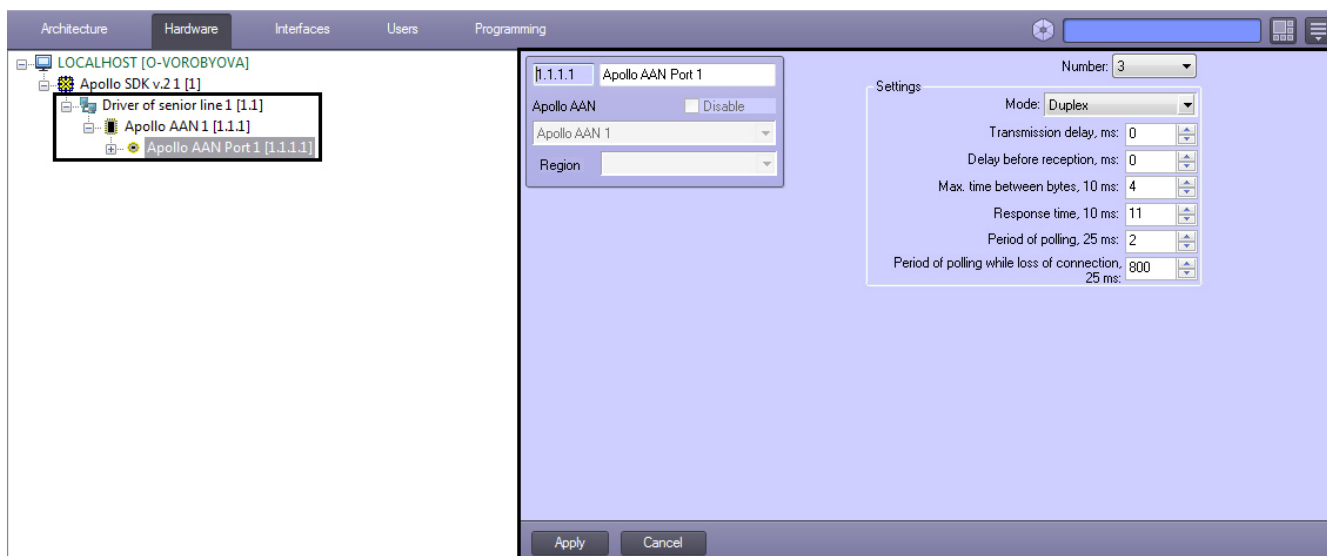 Architecture Hardware Interfaces Users Programming
LOCALHOST [O-VOROBYOVA]
Apollo SDK v.2 1 [1]
Driver of senior line 1 [1.1]
Apollo AAN 1 [1.1.1]
Apollo AAN Port 1 [1.1.1.1]
1.1.1.1 Apollo AAN Port 1
Apollo AAN Disable
Apollo AAN 1
Region
Number: 3
Settings
Mode: Duplex
Transmission delay, ms: 0
Delay before reception, ms: 0
Max. time between bytes, 10 ms: 4
Response time, 10 ms: 11
Period of polling, 25 ms: 2
Period of polling while loss of connection, 800
25 ms:
Apply Cancel